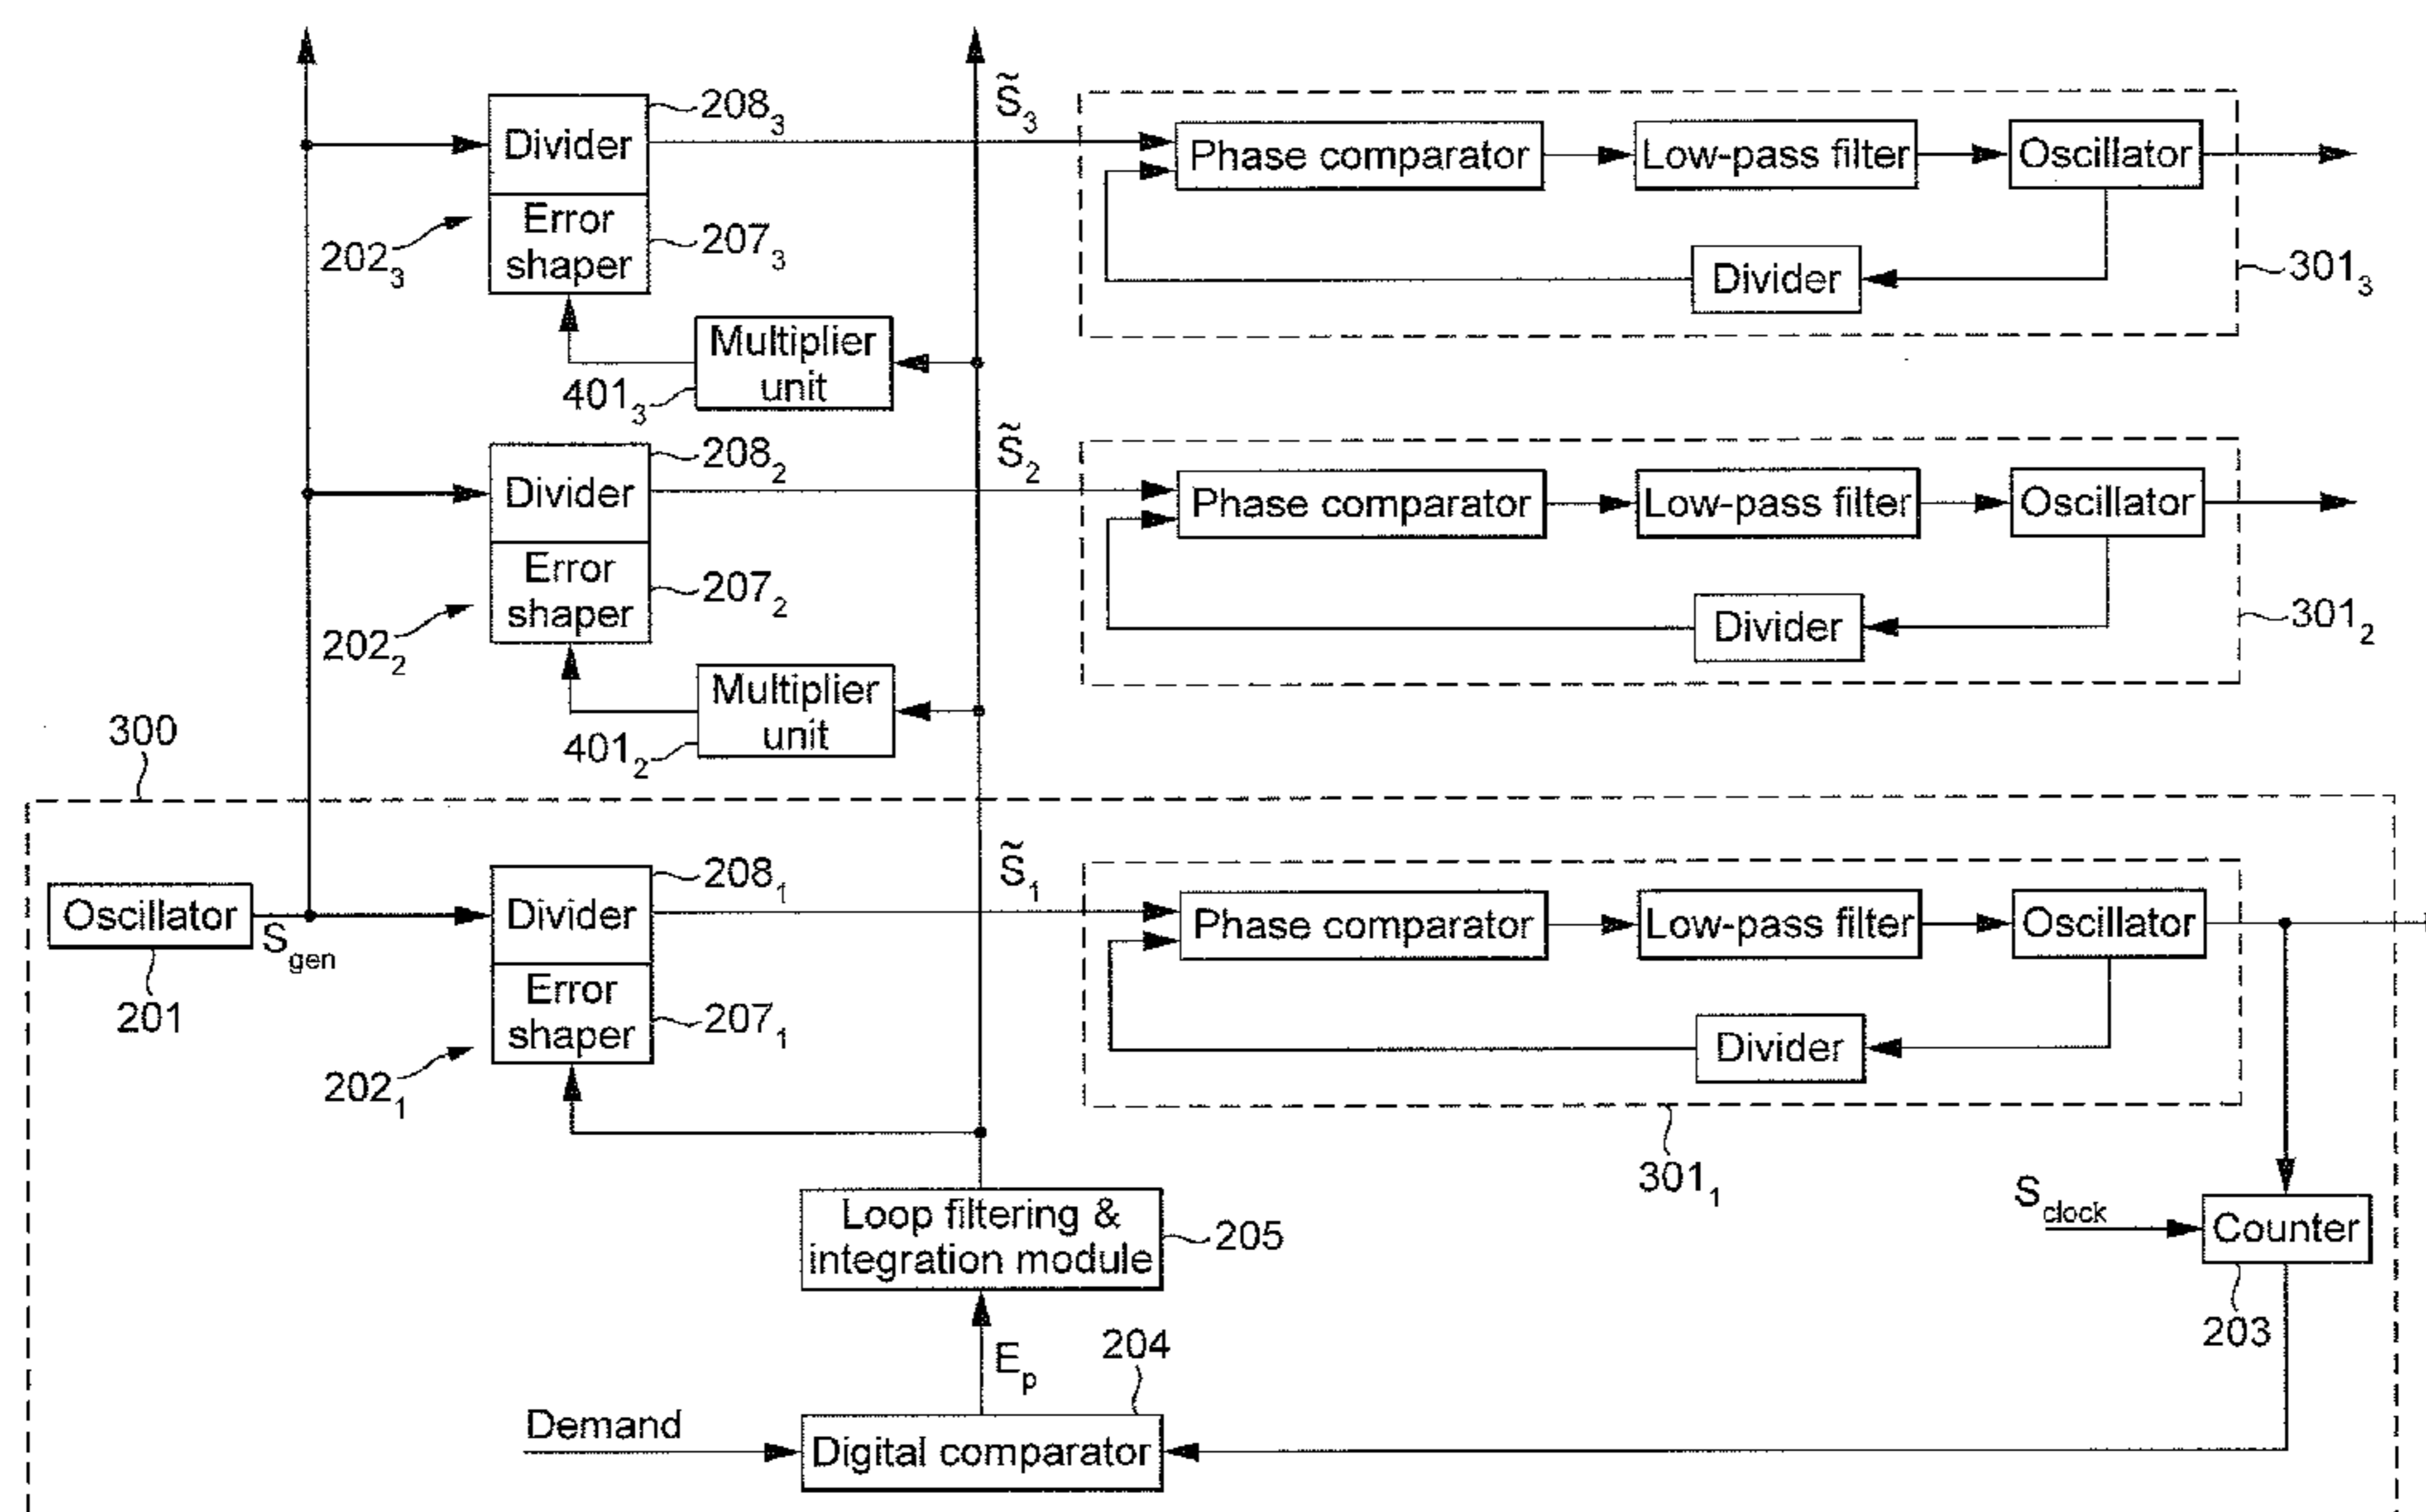 S̃3
2083
Divider
Phase comparator
Low-pass filter
Oscillator
Error
shaper
2073
2023
Divider
3013
Multiplier
unit
4013
S̃2
2082
Divider
Phase comparator
Low-pass filter
Oscillator
Error
shaper
2072
2022
Divider
3012
Multiplier
unit
4012
300
S̃1
2081
Oscillator
Sgen
201
Divider
Phase comparator
Low-pass filter
Oscillator
Error
shaper
2071
2021
Divider
3011
Loop filtering &
integration module
205
Sclock
Counter
203
Ep
204
Demand
Digital comparator